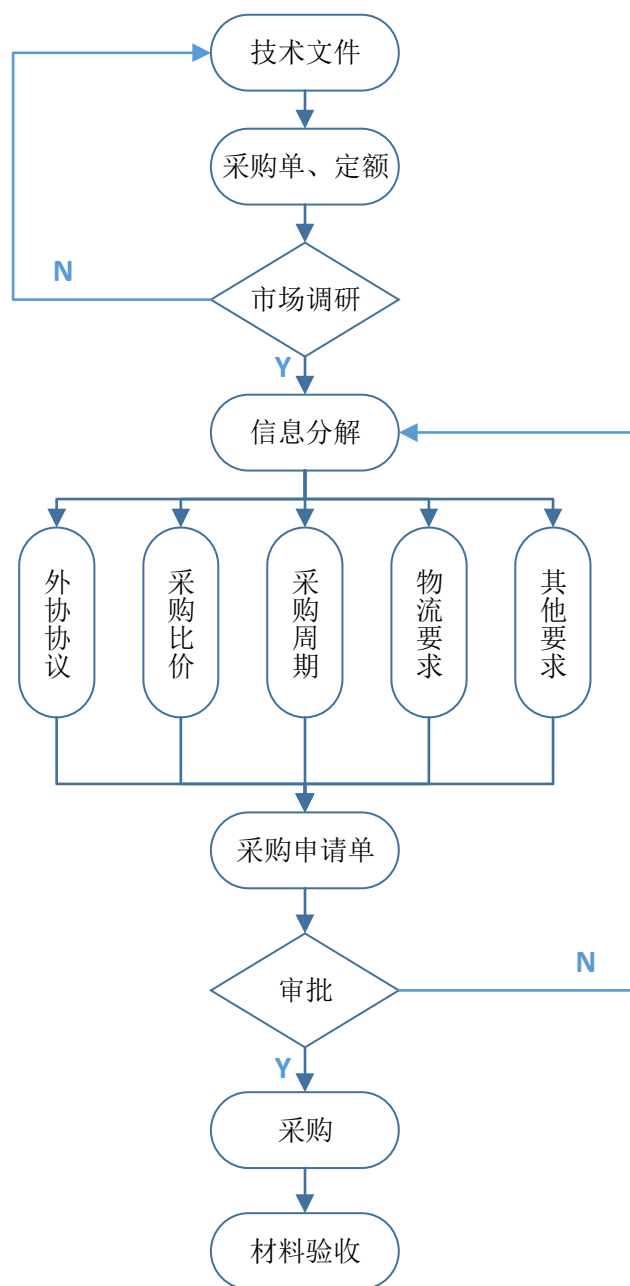 技术文件
采购单、定额
N
市场调研
Y
信息分解
外协协议
采购比价
采购周期
物流要求
其他要求
采购申请单
N
审批
Y
采购
材料验收